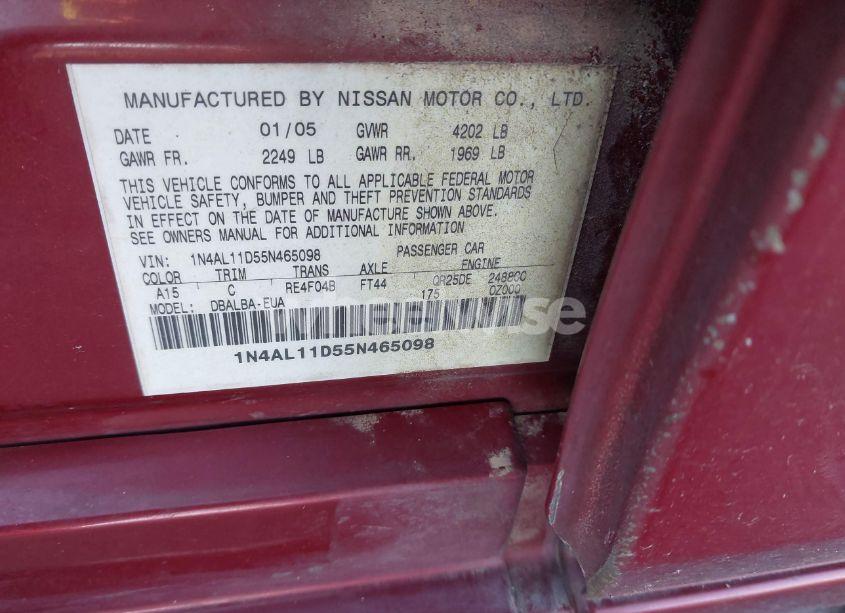 MANUFACTURED BY NISSAN MOTOR CO., LTD.
DATE 01/05 GVWR 4202 LB
GAWR FR. 2249 LB GAWR RR. 1969 LB
THIS VEHICLE CONFORMS TO ALL APPLICABLE FEDERAL MOTOR
VEHICLE SAFETY, BUMPER AND THEFT PREVENTION STANDARDS
IN EFFECT ON THE DATE OF MANUFACTURE SHOWN ABOVE.
SEE OWNERS MANUAL FOR ADDITIONAL INFORMATION
VIN: 1N4AL11D55N465098 PASSENGER CAR
COLOR TRIM TRANS AXLE ENGINE
A15 C RE4F04B FT44 QR25DE 2488CC
MODEL: DBALBA-EUA 175 0Z000
1N4AL11D55N465098